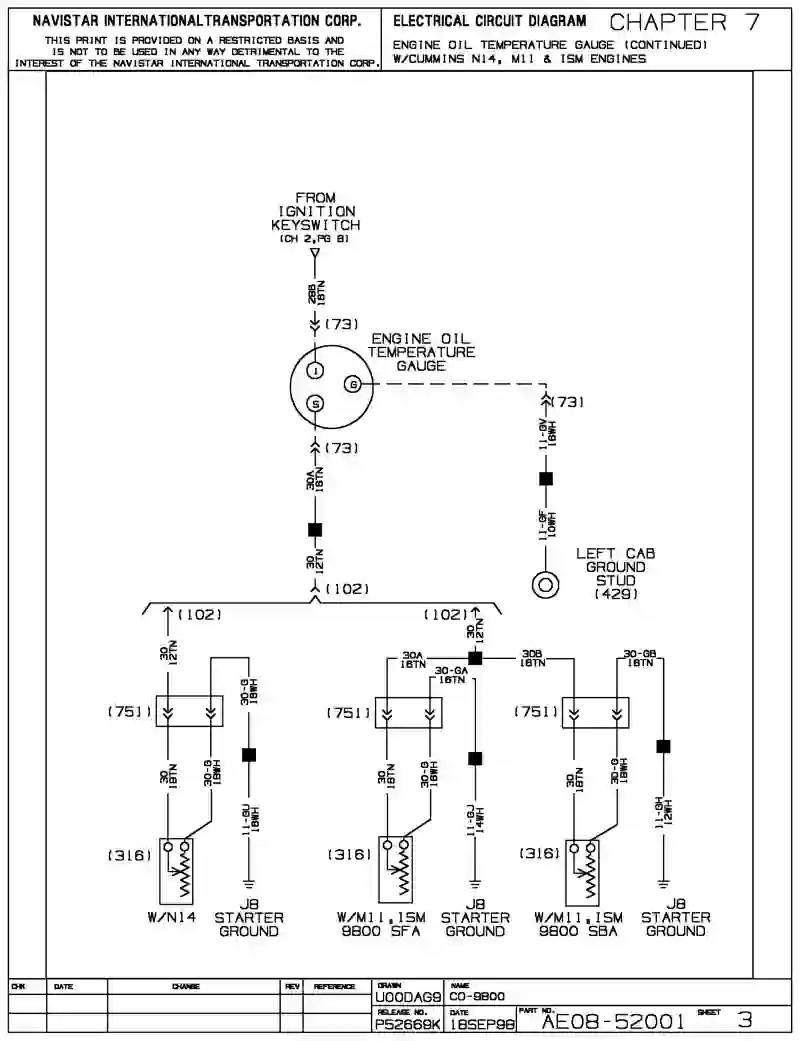 NAVISTAR INTERNATIONALTRANSPORTATION CORP.
THIS PRINT IS PROVIDED ON A RESTRICTED BASIS AND
IS NOT TO BE USED IN ANY WAY DETRIMENTAL TO THE
INTEREST OF THE NAVISTAR INTERNATIONAL TRANSPORTATION CORP.
ELECTRICAL CIRCUIT DIAGRAM CHAPTER 7
ENGINE OIL TEMPERATURE GAUGE (CONTINUED)
W/CUMMINS N14, M11 & ISM ENGINES
FROM
IGNITION
KEYSWITCH
(CH 2,PG 8)
28B
18TN
(73)
ENGINE OIL
TEMPERATURE
GAUGE
I
G
S
(73)
11-GV
18WH
(73)
30A
18TN
11-GF
10WH
30
12TN
LEFT CAB
GROUND
STUD
(429)
(102)
(102)
(102)
30
12TN
30
12TN
30A
18TN
30B
18TN
30-GB
18WH
30-G
18WH
30-GA
18TN
(751)
(751)
(751)
30
18TN
30-G
18WH
30
18TN
30-G
18WH
30
18TN
30-G
18WH
11-GU
18WH
11-GJ
14WH
11-GH
12WH
(316)
(316)
(316)
W/N14
J8
STARTER
GROUND
W/M11,ISM
9800 SFA
J8
STARTER
GROUND
W/M11,ISM
9800 SBA
J8
STARTER
GROUND
CHK DATE CHANGE REV REFERENCE
DRAWN
U00DAG9
NAME
CO-9800
RELEASE NO.
P52669K
DATE
18SEP98
PART NO.
AE08-52001
SHEET
3